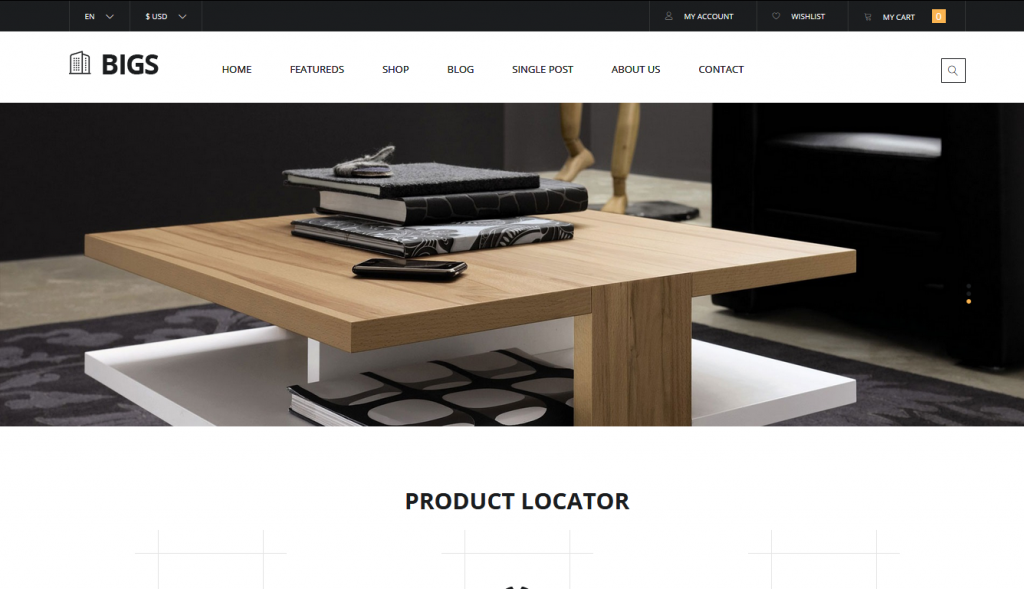 EN
$ USD
MY ACCOUNT
WISHLIST
MY CART
0
BIGS
HOME
FEATUREDS
SHOP
BLOG
SINGLE POST
ABOUT US
CONTACT
PRODUCT LOCATOR